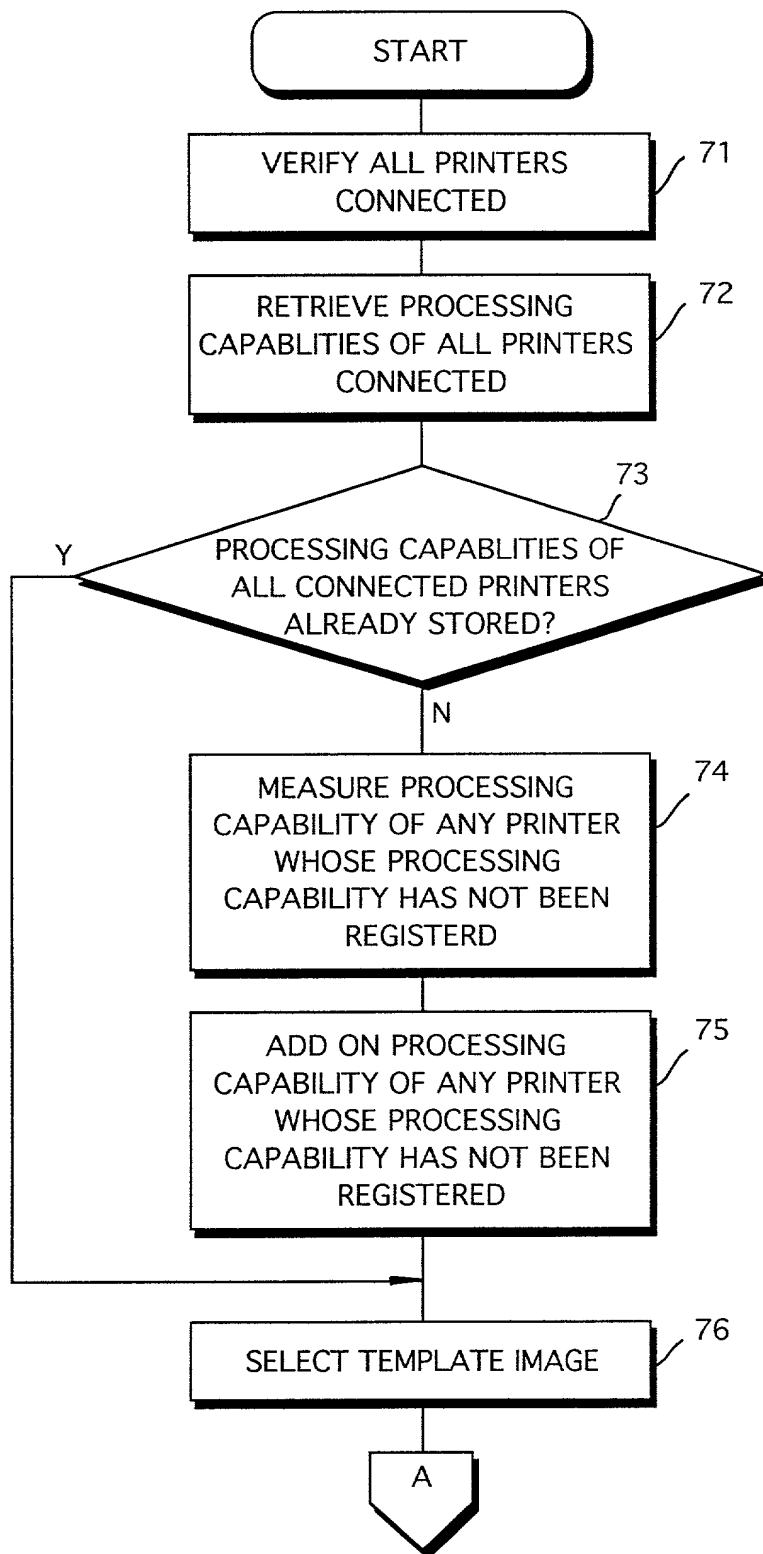 START
VERIFY ALL PRINTERS
CONNECTED
71
RETRIEVE PROCESSING
CAPABLITIES OF ALL PRINTERS
CONNECTED
72
73
Y
PROCESSING CAPABLITIES OF
ALL CONNECTED PRINTERS
ALREADY STORED?
N
MEASURE PROCESSING
CAPABILITY OF ANY PRINTER
WHOSE PROCESSING
CAPABILITY HAS NOT BEEN
REGISTERD
74
ADD ON PROCESSING
CAPABILITY OF ANY PRINTER
WHOSE PROCESSING
CAPABILITY HAS NOT BEEN
REGISTERED
75
SELECT TEMPLATE IMAGE
76
A